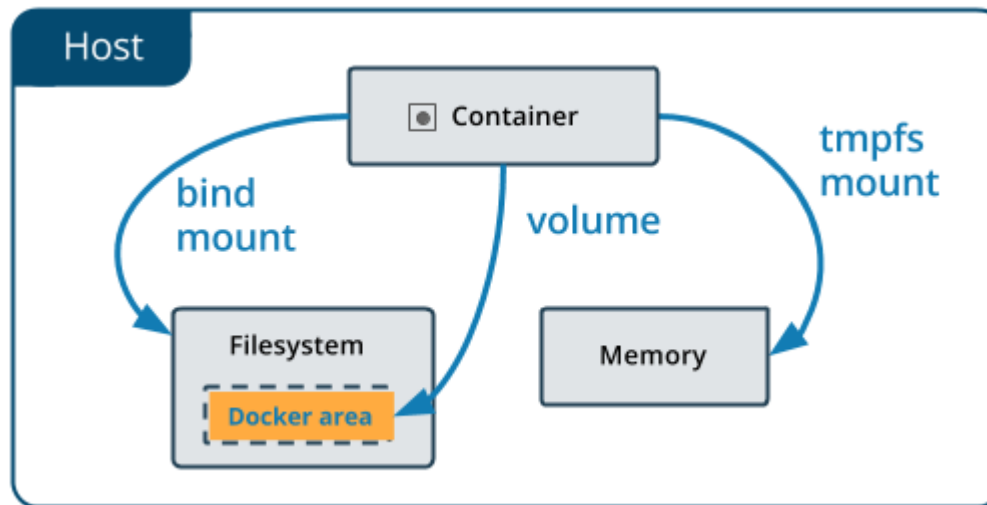 Host
Container
bind
mount
volume
tmpfs
mount
Filesystem
Docker area
Memory